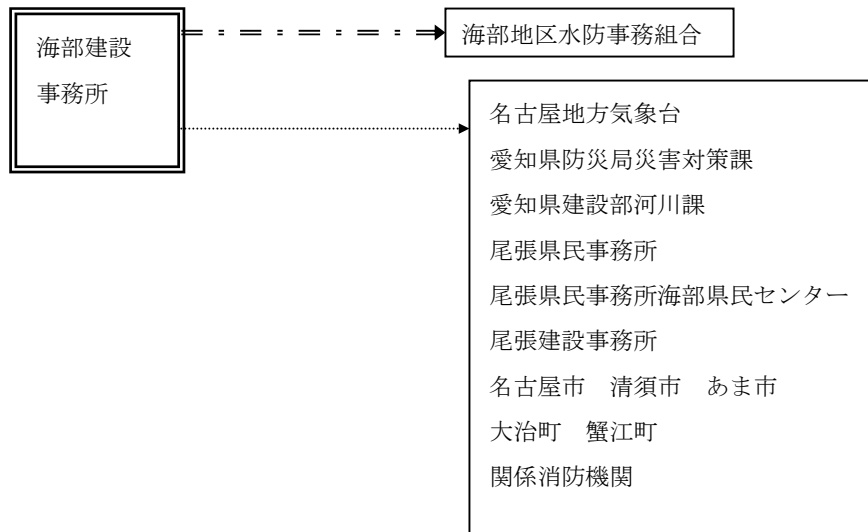 海部建設
事務所
海部地区水防事務組合
名古屋地方気象台
愛知県防災局災害対策課
愛知県建設部河川課
尾張県民事務所
尾張県民事務所海部県民センター
尾張建設事務所
名古屋市　清須市　あま市
大治町　蟹江町
関係消防機関